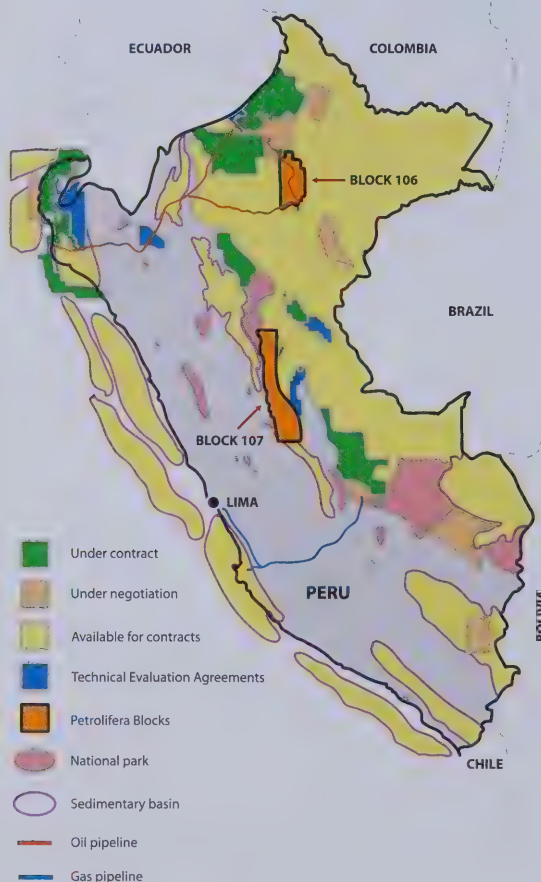 ECUADOR
COLOMBIA
BLOCK 106
BRAZIL
BLOCK 107
LIMA
PERU
BOLIVIA
CHILE
Under contract
Under negotiation
Available for contracts
Technical Evaluation Agreements
Petrolifera Blocks
National park
Sedimentary basin
Oil pipeline
Gas pipeline